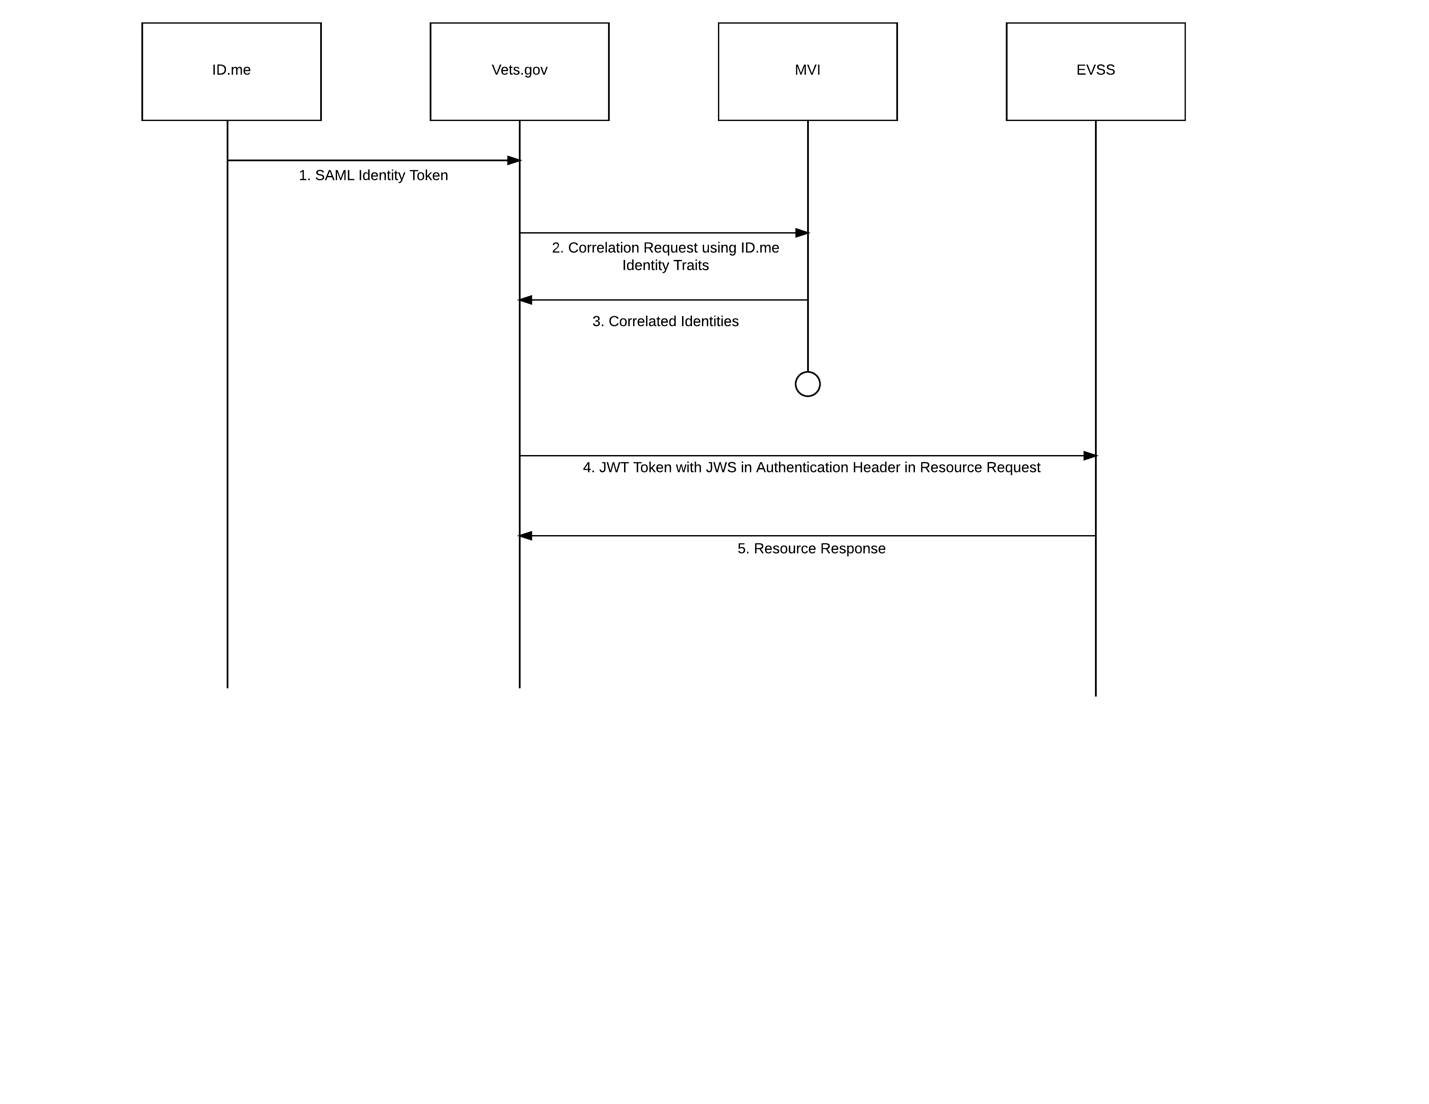 ID.me
Vets.gov
MVI
EVSS
1. SAML Identity Token
2. Correlation Request using ID.me
Identity Traits
3. Correlated Identities
4. JWT Token with JWS in Authentication Header in Resource Request
5. Resource Response